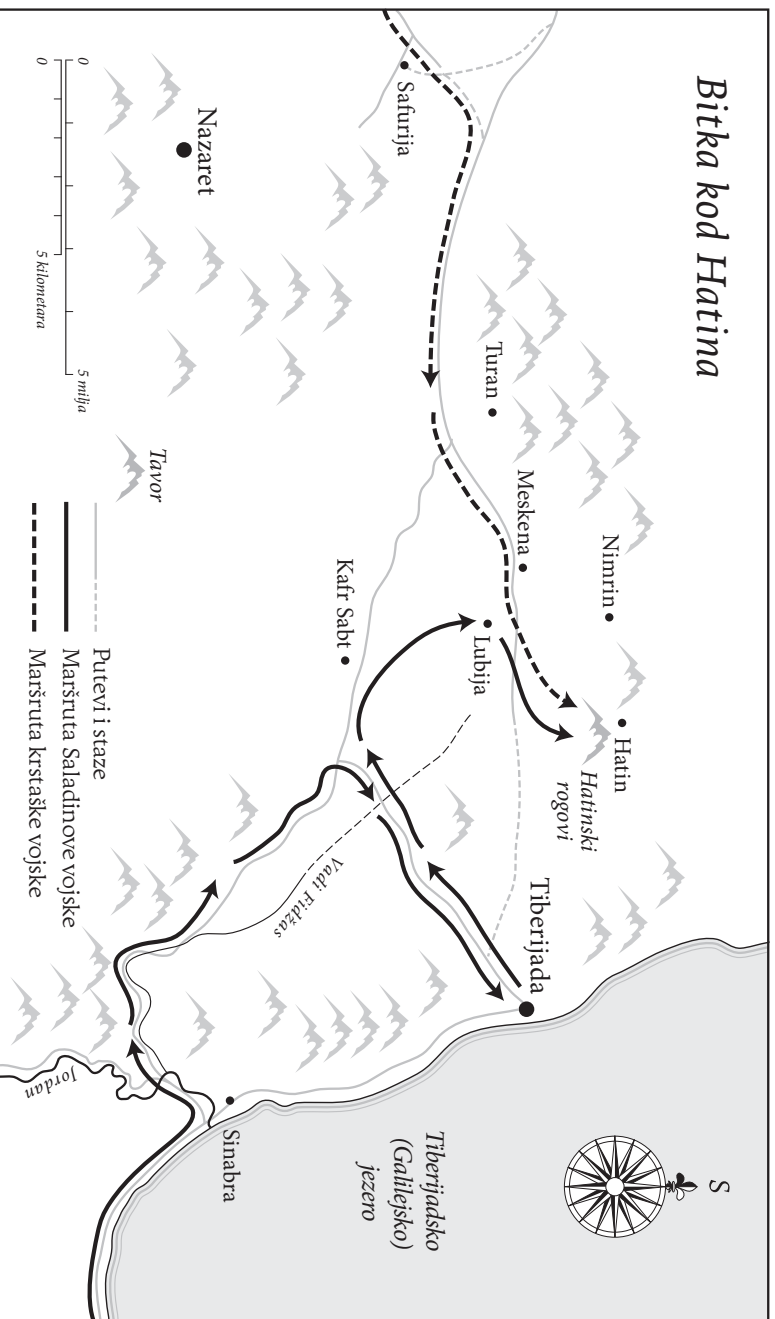 Bitka kod Hatina
S
Safurija
Nazaret
Turan
Meskena
Nimrin
Hatin
Hatinski
rogovi
Lubija
Kafr Sabt
Tavor
Tiberijada
Vadi Fidžas
Tiberijadsko
(Galilejsko)
jezero
Sinabra
Jordan
0
5 milja
0
5 kilometara
Putevi i staze
Maršruta Saladinove vojske
Maršruta krstaške vojske